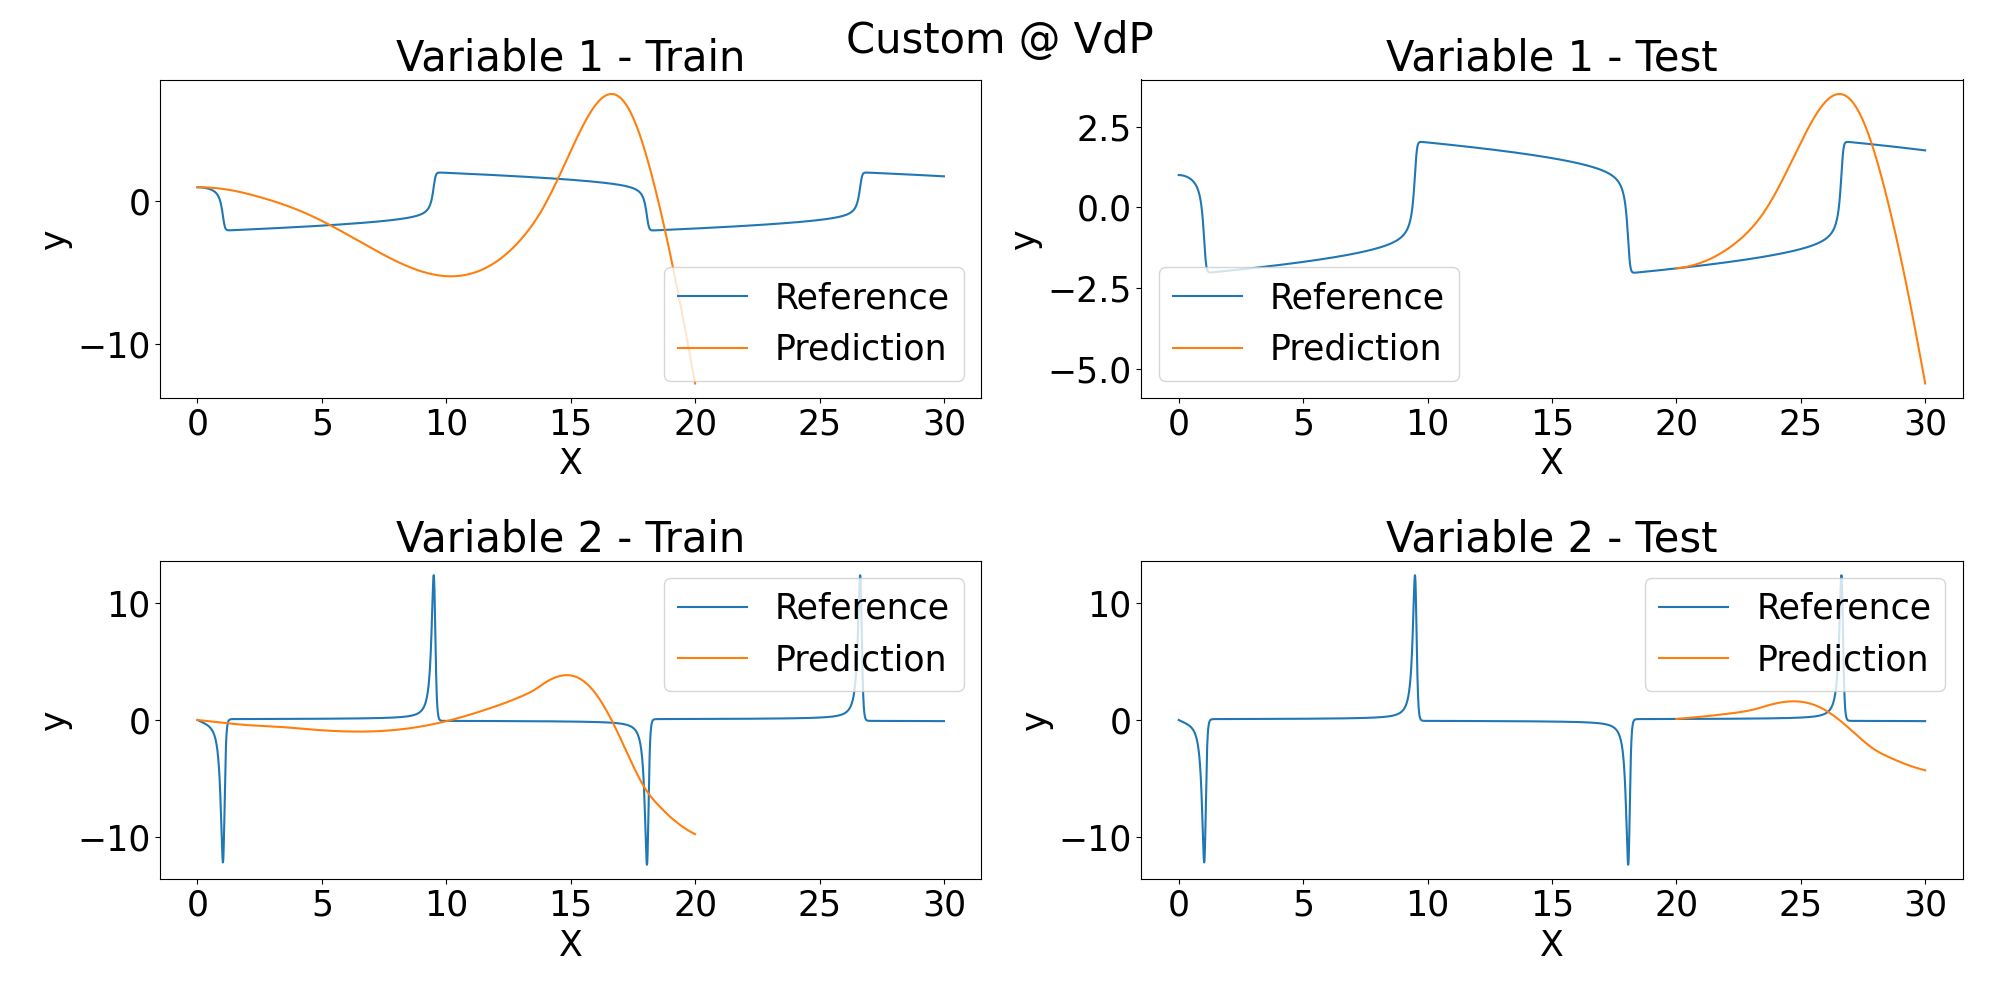 Custom @ VdP
Variable 1 - Train
y
0
−10
0 5 10 15 20 25 30
X
Reference
Prediction
Variable 1 - Test
y
2.5
0.0
−2.5
−5.0
0 5 10 15 20 25 30
X
Reference
Prediction
Variable 2 - Train
y
10
0
−10
0 5 10 15 20 25 30
X
Reference
Prediction
Variable 2 - Test
y
10
0
−10
0 5 10 15 20 25 30
X
Reference
Prediction